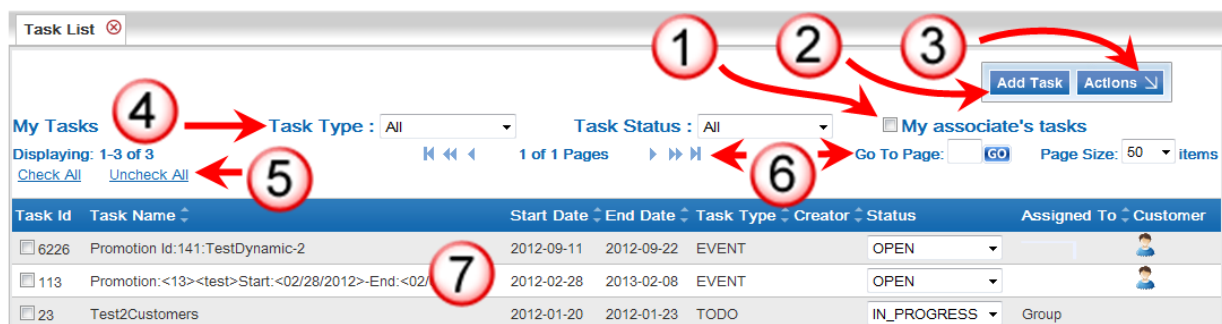 Task List
1 2 3
Add Task Actions
4
My Tasks Task Type : All Task Status : All My associate's tasks
Displaying: 1-3 of 3 1 of 1 Pages 6 Go To Page: GO Page Size: 50 items
Check All Uncheck All 5
Task Id Task Name Start Date End Date Task Type Creator Status Assigned To Customer
6226 Promotion Id:141:TestDynamic-2 2012-09-11 2012-09-22 EVENT OPEN
113 Promotion:<13><test>Start:<02/28/2012>-End:<02/ 7 2012-02-28 2013-02-08 EVENT OPEN
23 Test2Customers 2012-01-20 2012-01-23 TODO IN_PROGRESS Group